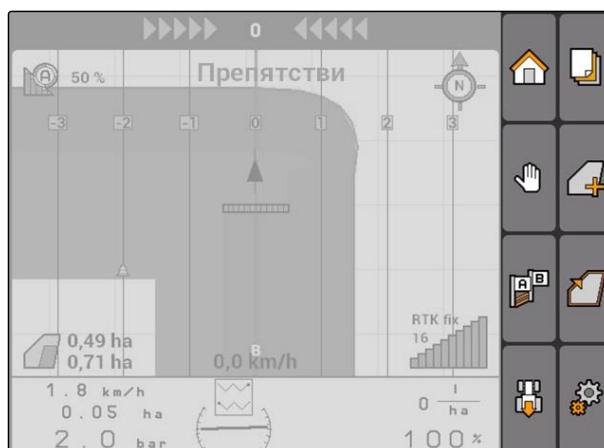 0
50 %
Препятстви
N
A
-3 -2 -1 0 1 2 3
A B
RTK fix
16
0,49 ha
0,71 ha
0,0 km/h
B
1.8 km/h
0.05 ha
2.0 bar
0 l/ha
100 %